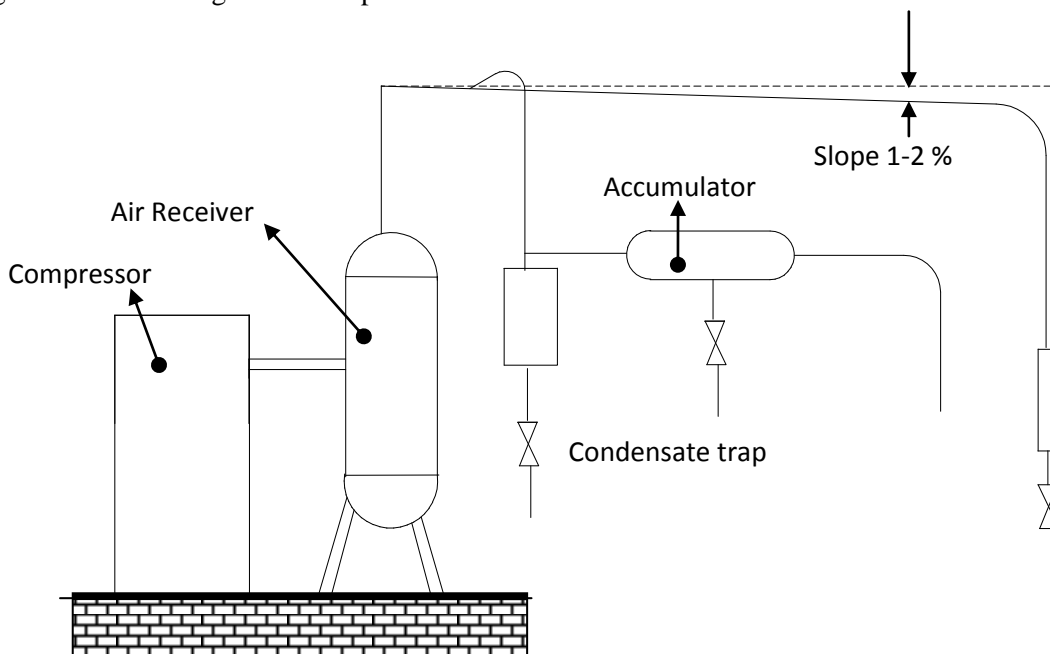 Slope 1-2 %
Accumulator
Air Receiver
Compressor
Condensate trap